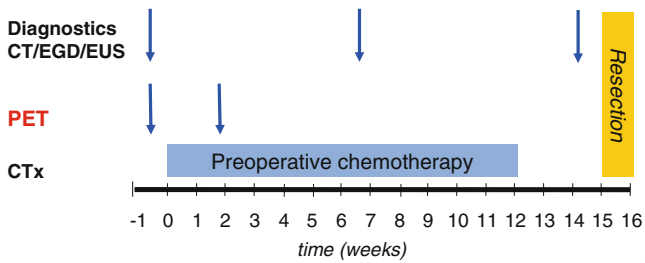 Diagnostics
CT/EGD/EUS
PET
CTx
Preoperative chemotherapy
Resection
-1 0 1 2 3 4 5 6 7 8 9 10 11 12 13 14 15 16
time (weeks)